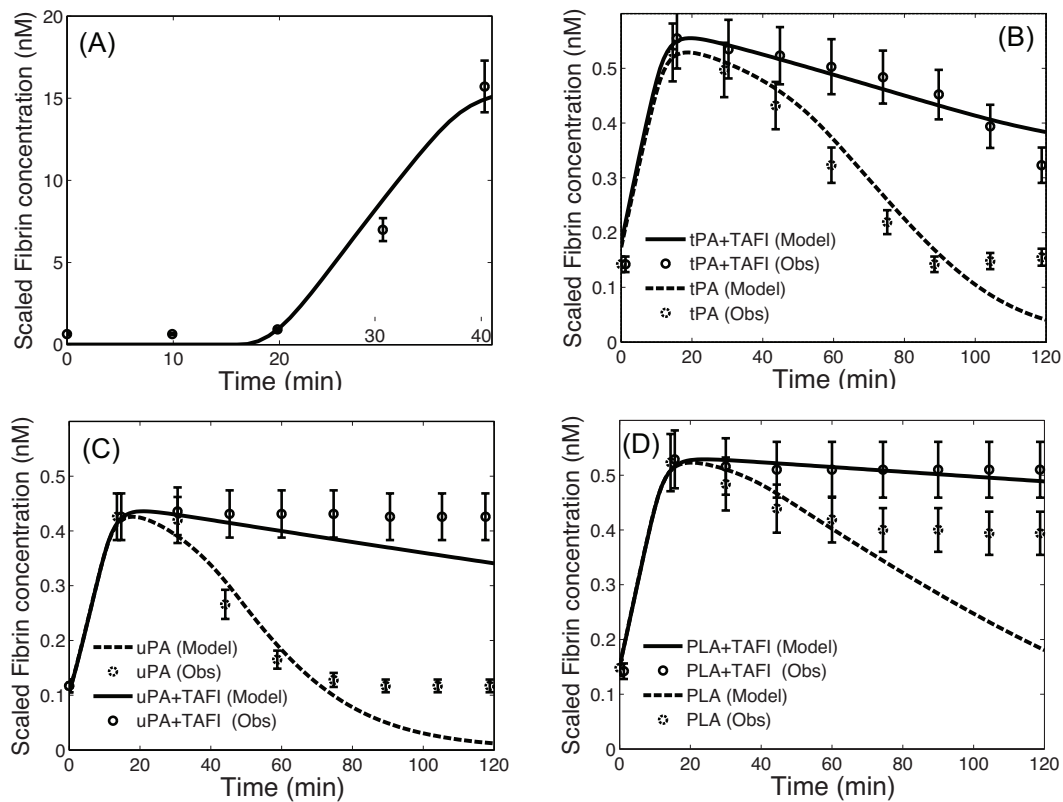 (A)
Scaled Fibrin concentration (nM)
20
15
10
5
0
0
10
20
30
40
Time (min)
(B)
Scaled Fibrin concentration (nM)
0.5
0.4
0.3
0.2
0.1
0
tPA+TAFI (Model)
tPA+TAFI (Obs)
tPA (Model)
tPA (Obs)
0
20
40
60
80
100
120
Time (min)
(C)
Scaled Fibrin concentration (nM)
0.5
0.4
0.3
0.2
0.1
0
uPA (Model)
uPA (Obs)
uPA+TAFI (Model)
uPA+TAFI (Obs)
0
20
40
60
80
100
120
Time (min)
(D)
Scaled Fibrin concentration (nM)
0.5
0.4
0.3
0.2
0.1
0
PLA+TAFI (Model)
PLA+TAFI (Obs)
PLA (Model)
PLA (Obs)
0
20
40
60
80
100
120
Time (min)